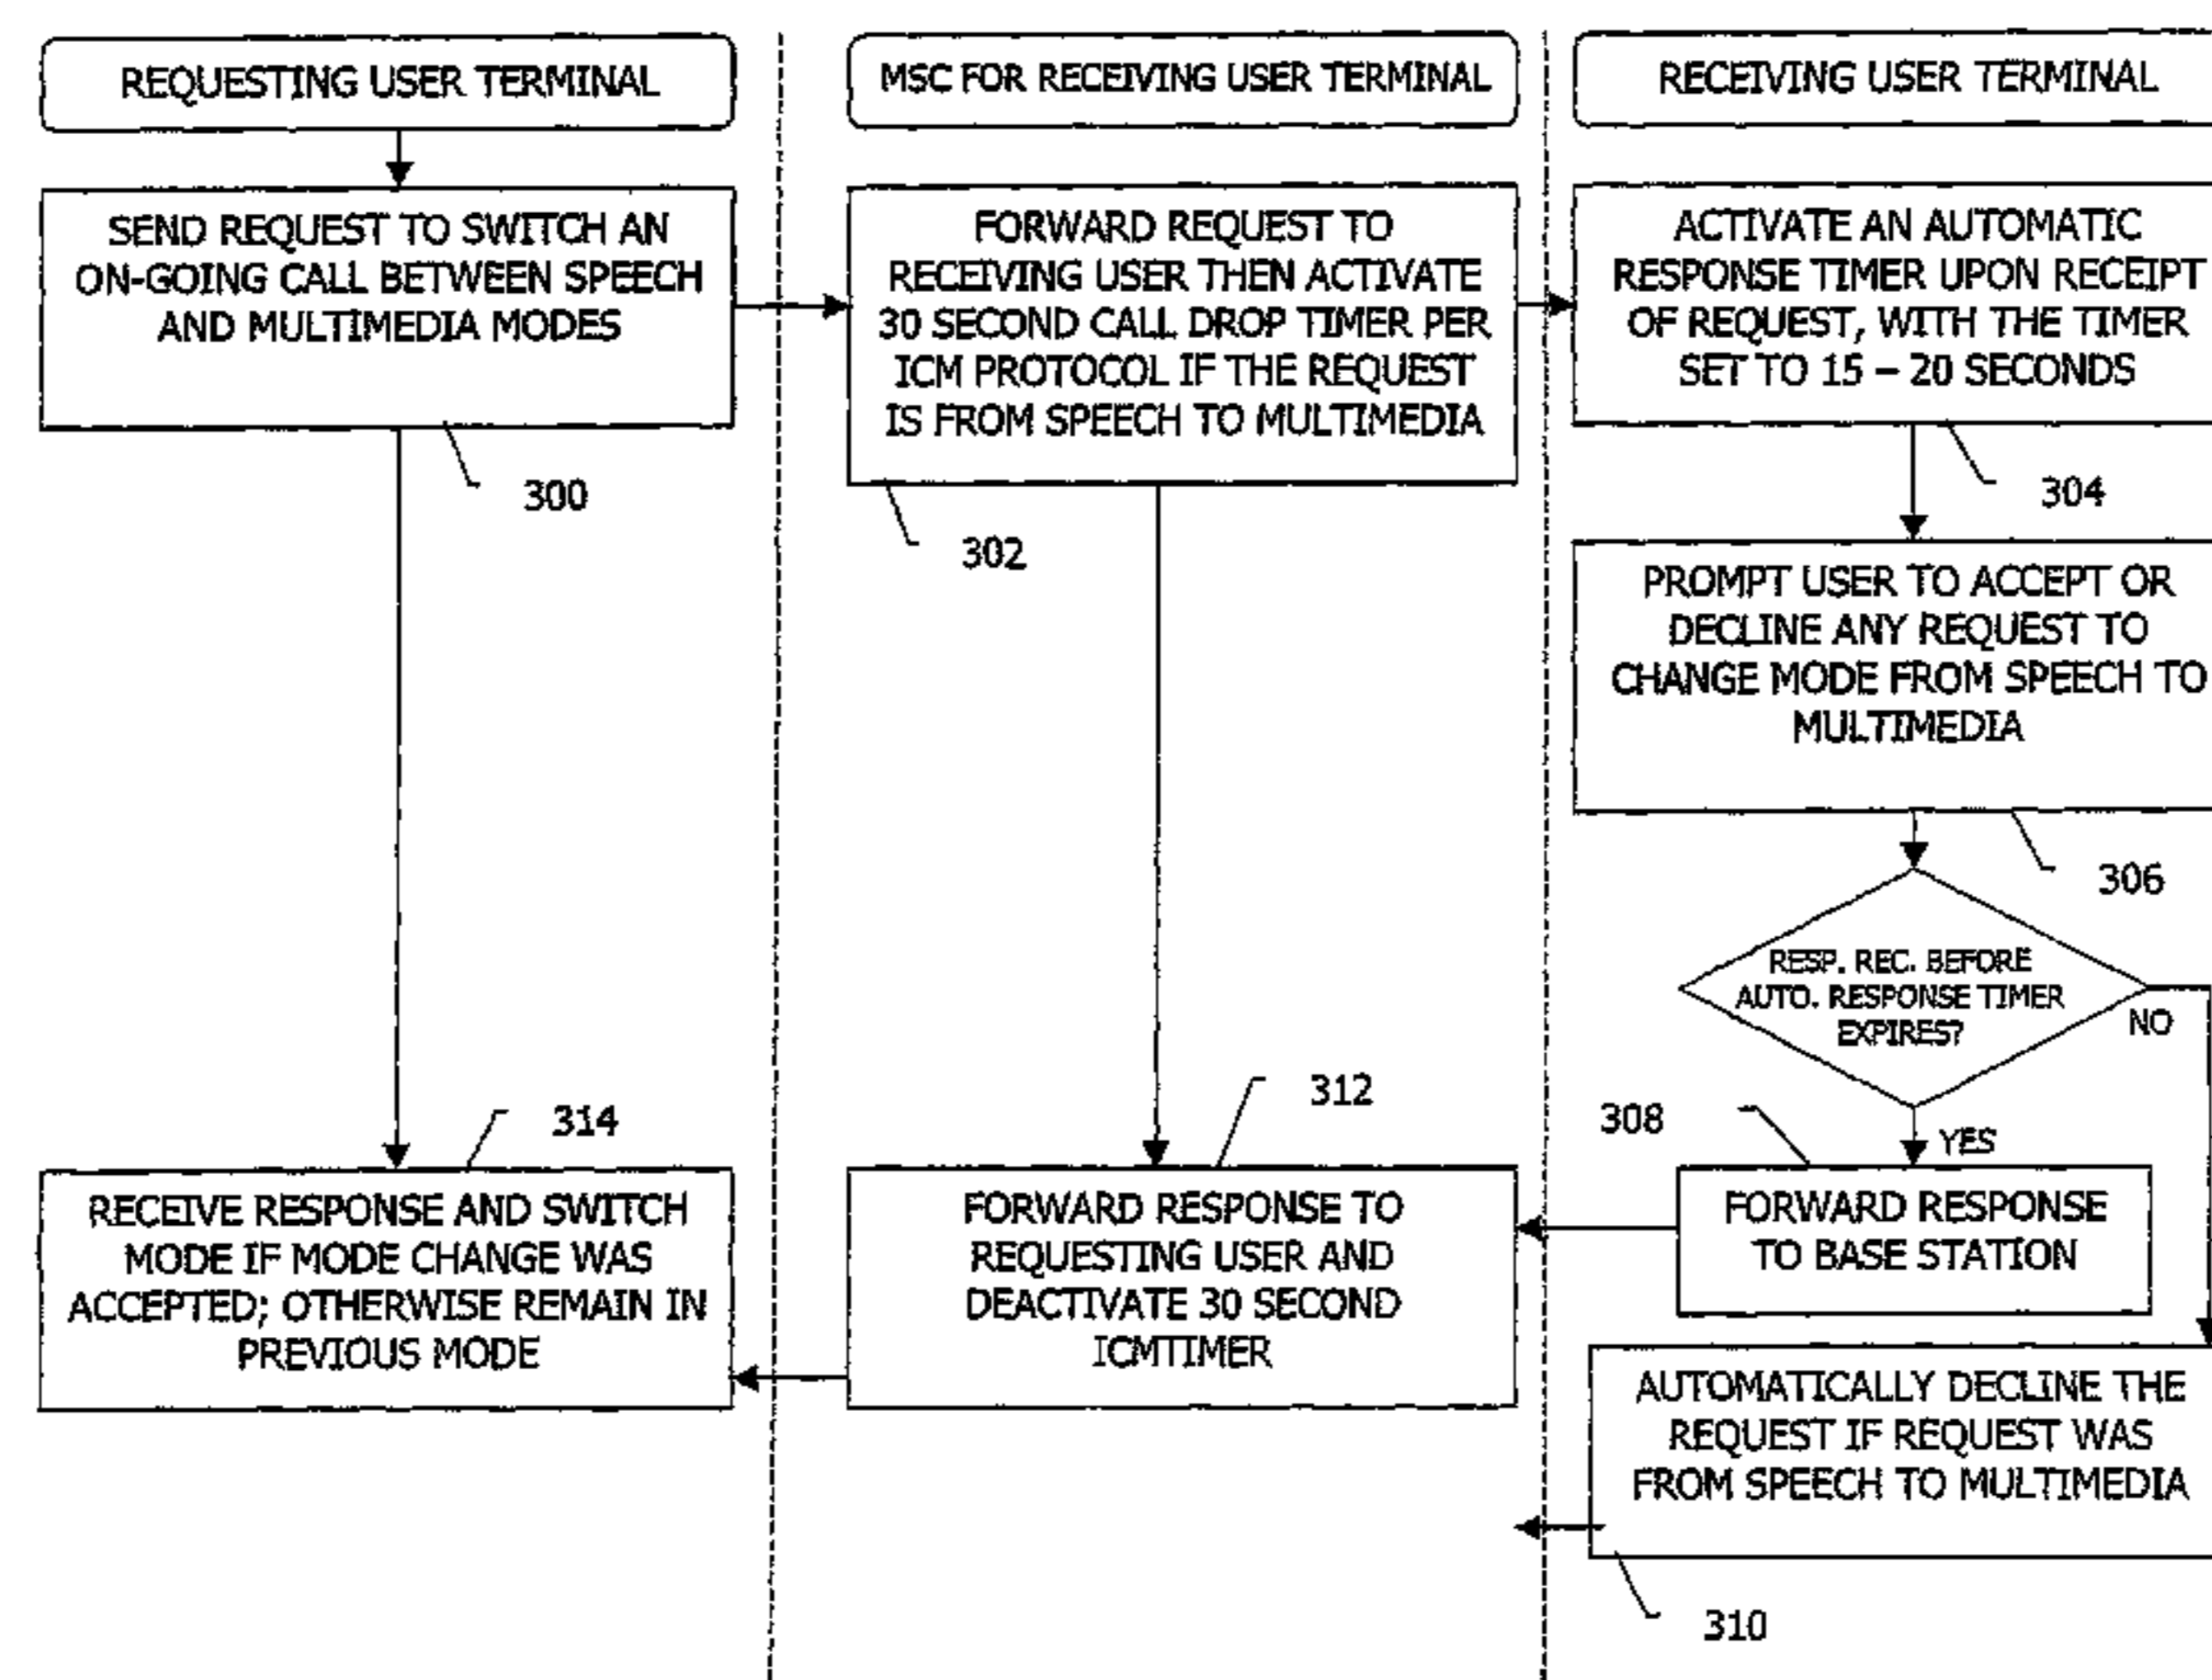 REQUESTING USER TERMINAL
MSC FOR RECEIVING USER TERMINAL
RECEIVING USER TERMINAL
SEND REQUEST TO SWITCH AN
ON-GOING CALL BETWEEN SPEECH
AND MULTIMEDIA MODES
300
FORWARD REQUEST TO
RECEIVING USER THEN ACTIVATE
30 SECOND CALL DROP TIMER PER
ICM PROTOCOL IF THE REQUEST
IS FROM SPEECH TO MULTIMEDIA
302
ACTIVATE AN AUTOMATIC
RESPONSE TIMER UPON RECEIPT
OF REQUEST, WITH THE TIMER
SET TO 15 – 20 SECONDS
304
PROMPT USER TO ACCEPT OR
DECLINE ANY REQUEST TO
CHANGE MODE FROM SPEECH TO
MULTIMEDIA
306
RESP. REC. BEFORE
AUTO. RESPONSE TIMER
EXPIRES?
NO
YES
308
FORWARD RESPONSE
TO BASE STATION
312
FORWARD RESPONSE TO
REQUESTING USER AND
DEACTIVATE 30 SECOND
ICMTIMER
314
RECEIVE RESPONSE AND SWITCH
MODE IF MODE CHANGE WAS
ACCEPTED; OTHERWISE REMAIN IN
PREVIOUS MODE
AUTOMATICALLY DECLINE THE
REQUEST IF REQUEST WAS
FROM SPEECH TO MULTIMEDIA
310